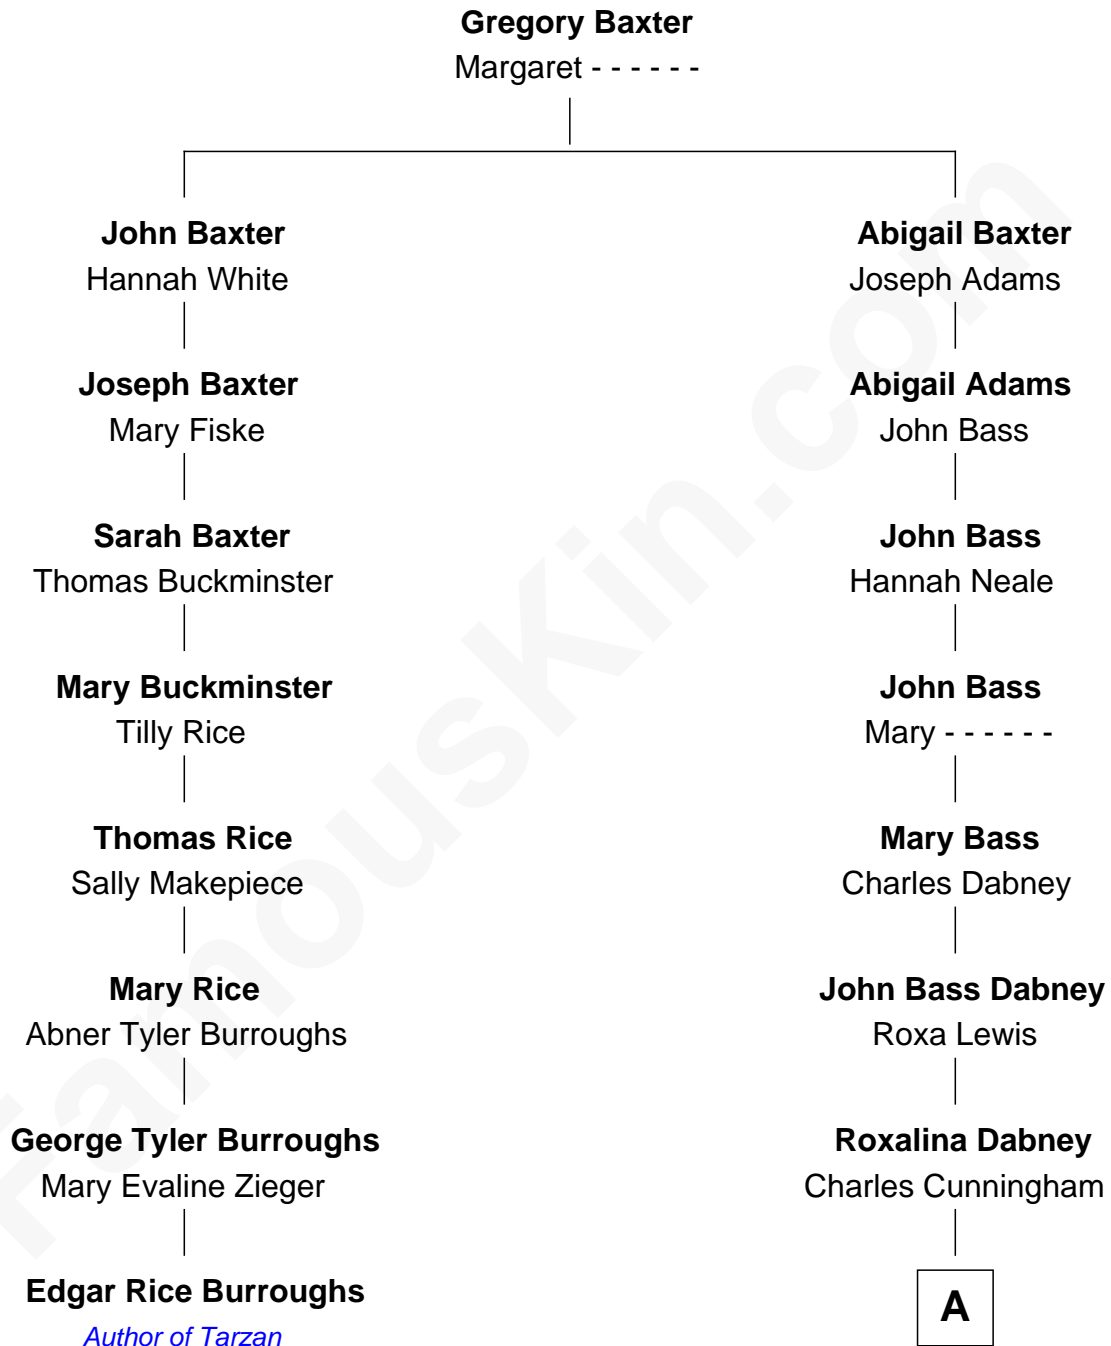 Gregory Baxter
Margaret - - - - - -
John Baxter
Hannah White
Abigail Baxter
Joseph Adams
Joseph Baxter
Mary Fiske
Abigail Adams
John Bass
Sarah Baxter
Thomas Buckminster
John Bass
Hannah Neale
Mary Buckminster
Tilly Rice
John Bass
Mary - - - - - -
Thomas Rice
Sally Makepiece
Mary Bass
Charles Dabney
Mary Rice
Abner Tyler Burroughs
John Bass Dabney
Roxa Lewis
George Tyler Burroughs
Mary Evaline Zieger
Roxalina Dabney
Charles Cunningham
Edgar Rice Burroughs
Author of Tarzan
A
FamousKin.com